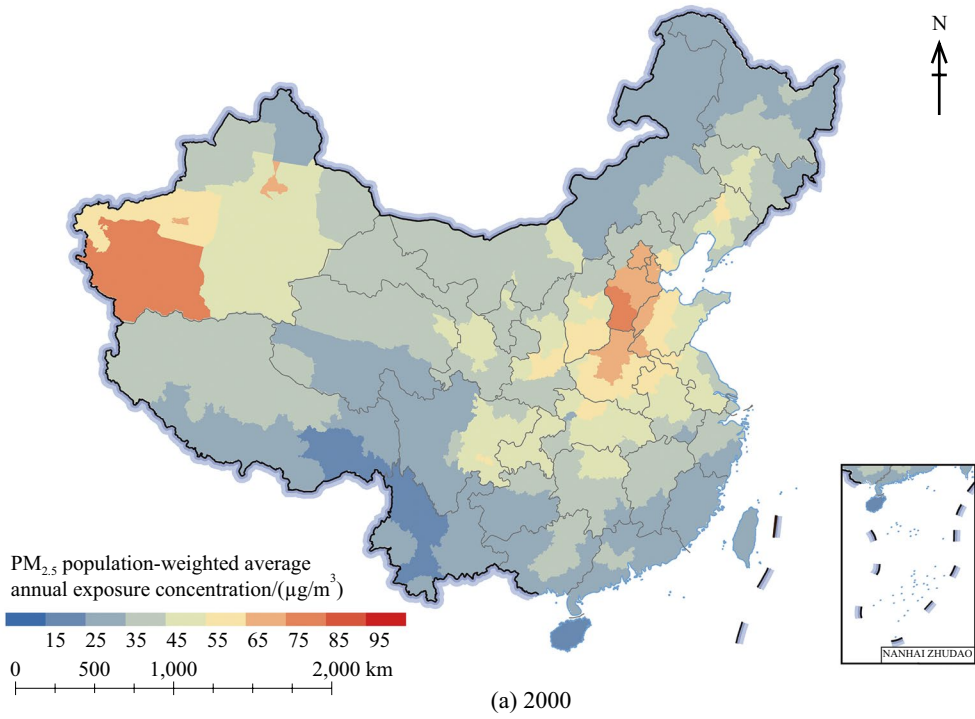 N
PM2.5 population-weighted average
annual exposure concentration/(μg/m³)
15 25 35 45 55 65 75 85 95
0 500 1,000 2,000 km
NANHAI ZHUDAO
(a) 2000